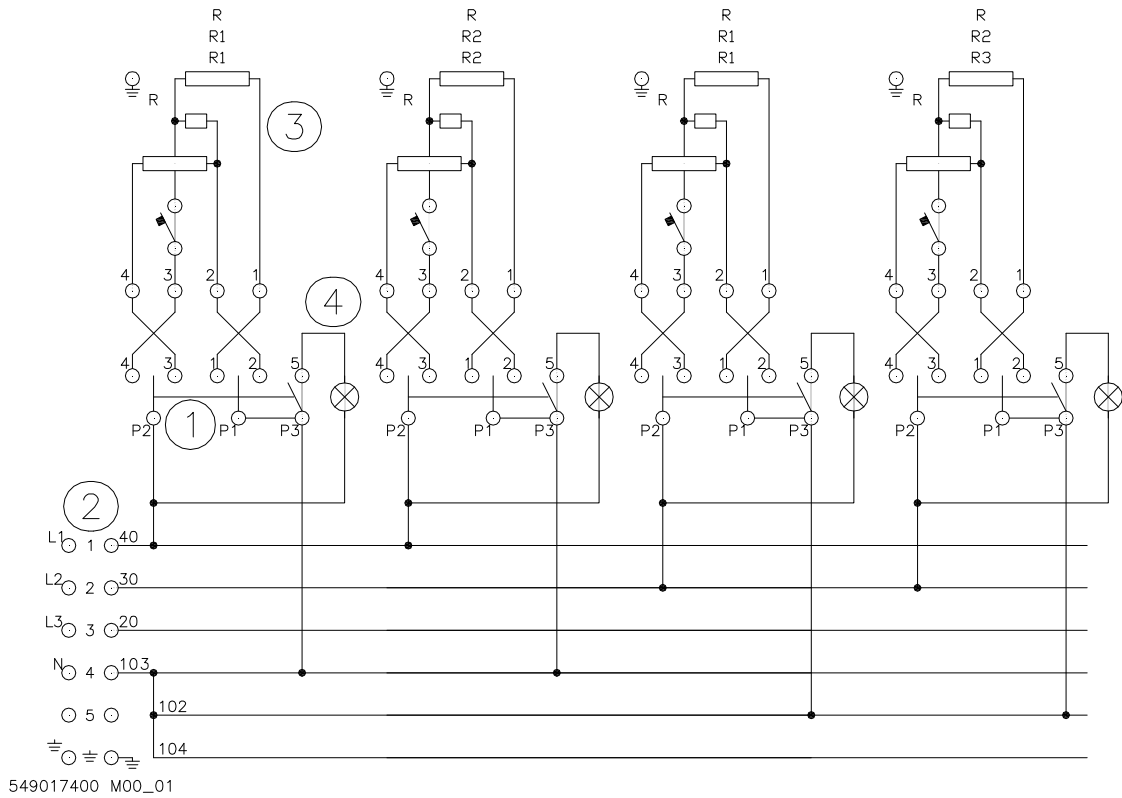 R R R R
R1 R2 R1 R2
R1 R2 R1 R3
R R R R
3
4 3 2 1 4 3 2 1 4 3 2 1 4 3 2 1
4
4 3 1 2 5 4 3 1 2 5 4 3 1 2 5 4 3 1 2 5
1
P2 P1 P3 P2 P1 P3 P2 P1 P3 P2 P1 P3
2
L1 1 40
L2 2 30
L3 3 20
N 4 103
5 102
104
549017400 M00_01